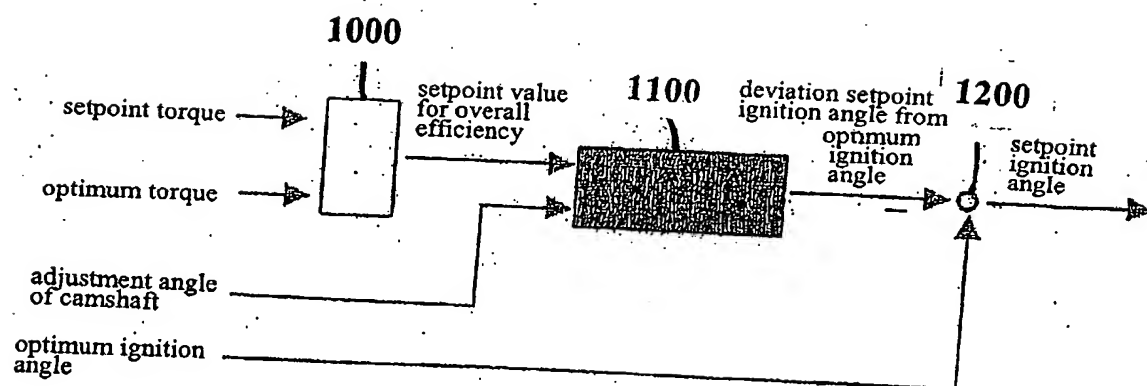 1000
setpoint torque
setpoint value
for overall
efficiency
1100
deviation setpoint
ignition angle from
optimum
ignition
angle
1200
setpoint
ignition
angle
optimum torque
adjustment angle
of camshaft
optimum ignition
angle